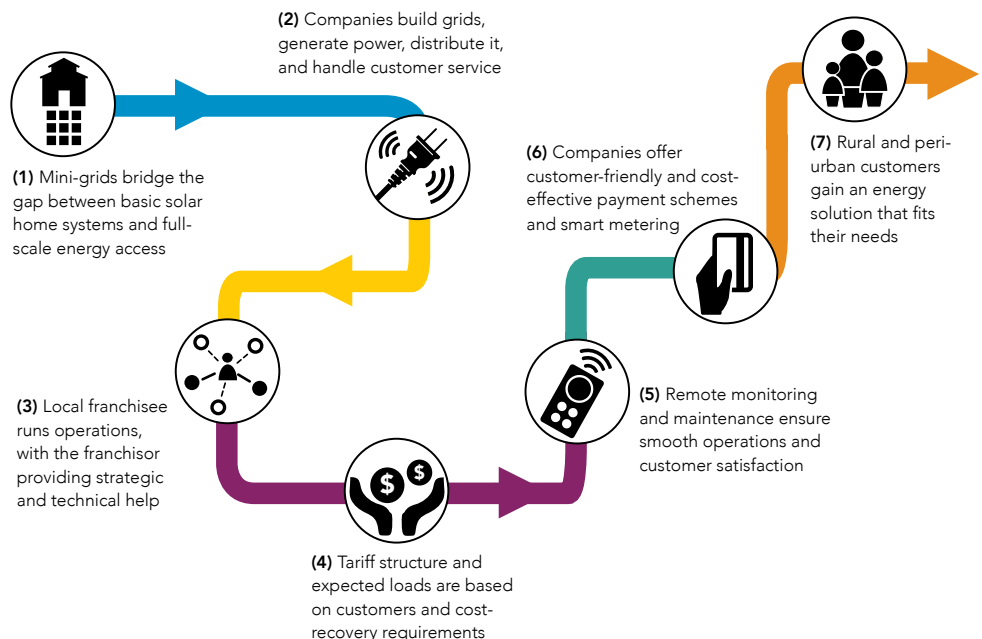 (1) Mini-grids bridge the
gap between basic solar
home systems and full-
scale energy access
(2) Companies build grids,
generate power, distribute it,
and handle customer service
(3) Local franchisee
runs operations,
with the franchisor
providing strategic
and technical help
$
$
(4) Tariff structure and
expected loads are based
on customers and cost-
recovery requirements
(5) Remote monitoring
and maintenance ensure
smooth operations and
customer satisfaction
(6) Companies offer
customer-friendly and cost-
effective payment schemes
and smart metering
(7) Rural and peri-
urban customers
gain an energy
solution that fits
their needs